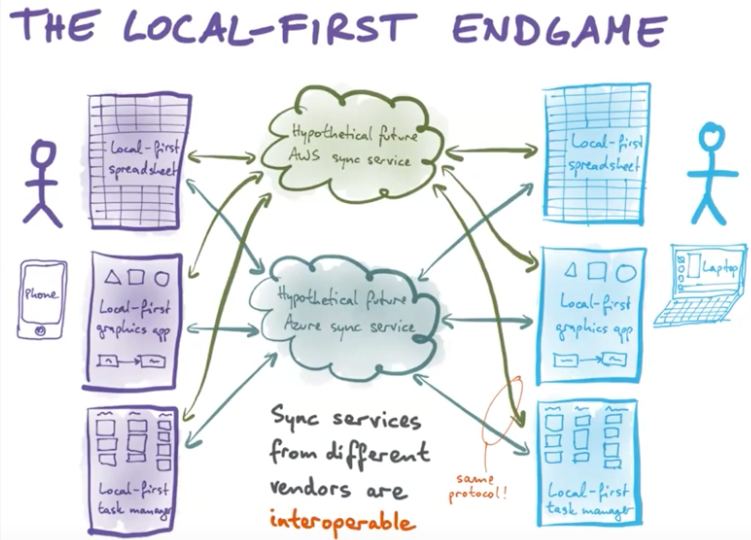 THE LOCAL-FIRST ENDGAME
Local-first
spreadsheet
Hypothetical future
AWS sync service
Local-first
spreadsheet
Phone
Local-first
graphics app
Hypothetical future
Azure sync service
Local-first
graphics app
Laptop
Local-first
task manager
Sync services
from different
vendors are
interoperable
same
protocol!
Local-first
task manager